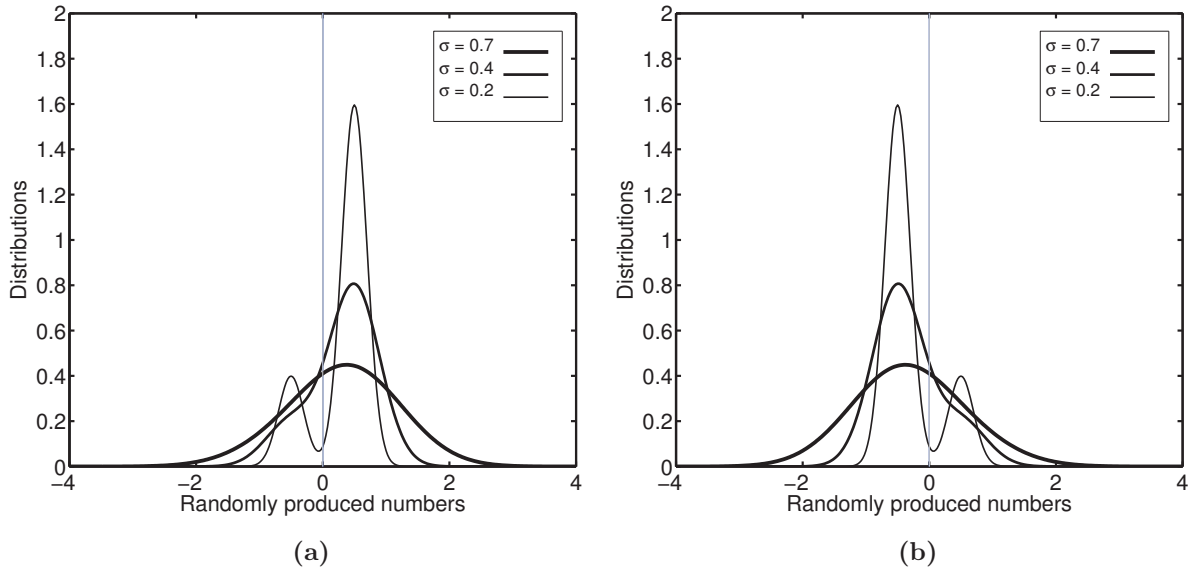 2
1.8
1.6
1.4
1.2
1
0.8
0.6
0.4
0.2
0
Distributions
σ = 0.7
σ = 0.4
σ = 0.2
−4 −2 0 2 4
Randomly produced numbers
(a)
2
1.8
1.6
1.4
1.2
1
0.8
0.6
0.4
0.2
0
Distributions
σ = 0.7
σ = 0.4
σ = 0.2
−4 −2 0 2 4
Randomly produced numbers
(b)